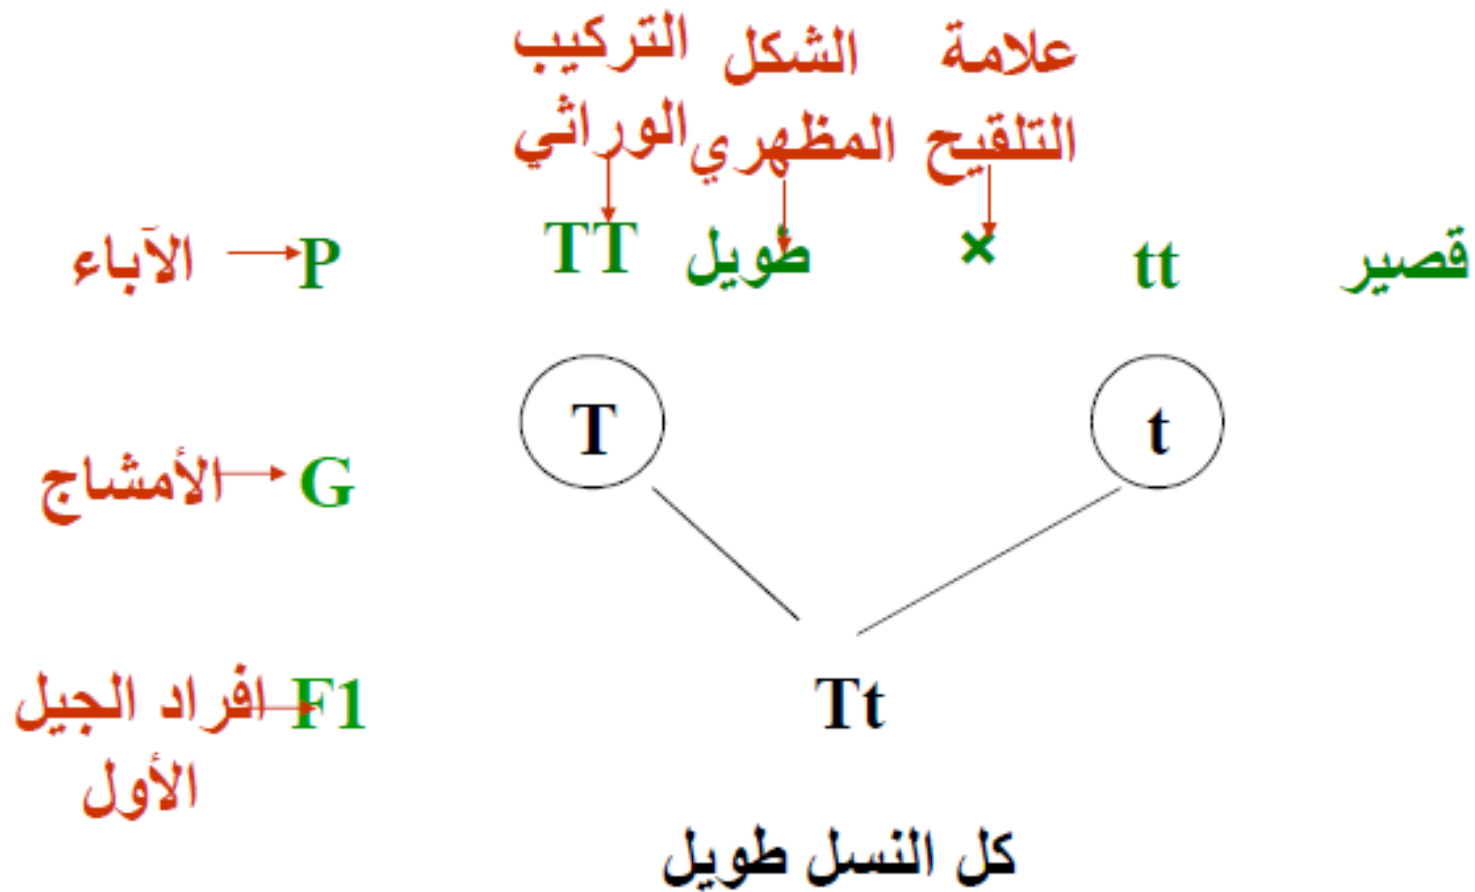 علامة التلقيح
الشكل المظهري
التركيب الوراثي
الآباء P TT طويل × tt قصير
T t
الأمشاج G
افراد الجيل الأول F1 Tt
كل النسل طويل